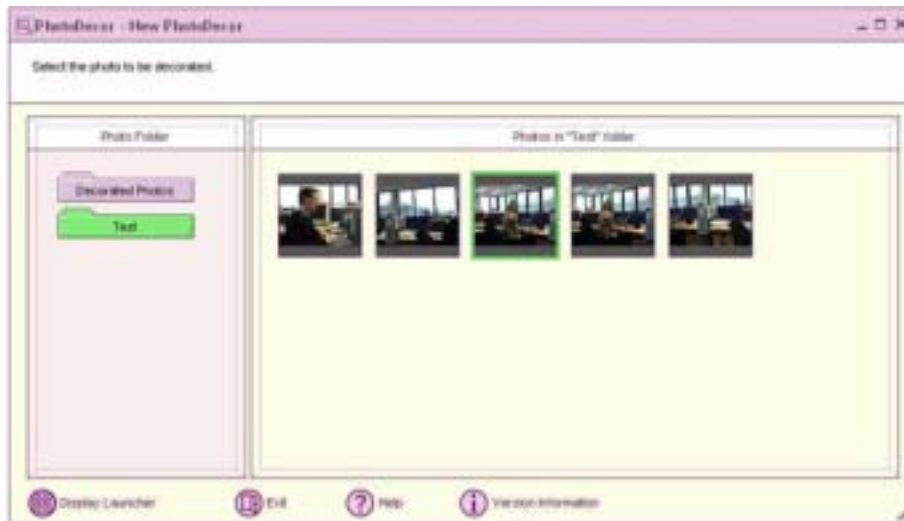 PhotoDecor - New PhotoDecor
Select the photo to be decorated.
Photo Folder
Photos in "Test" folder
Decorated Photos
Test
Display Launcher
Exit
Help
Version Information